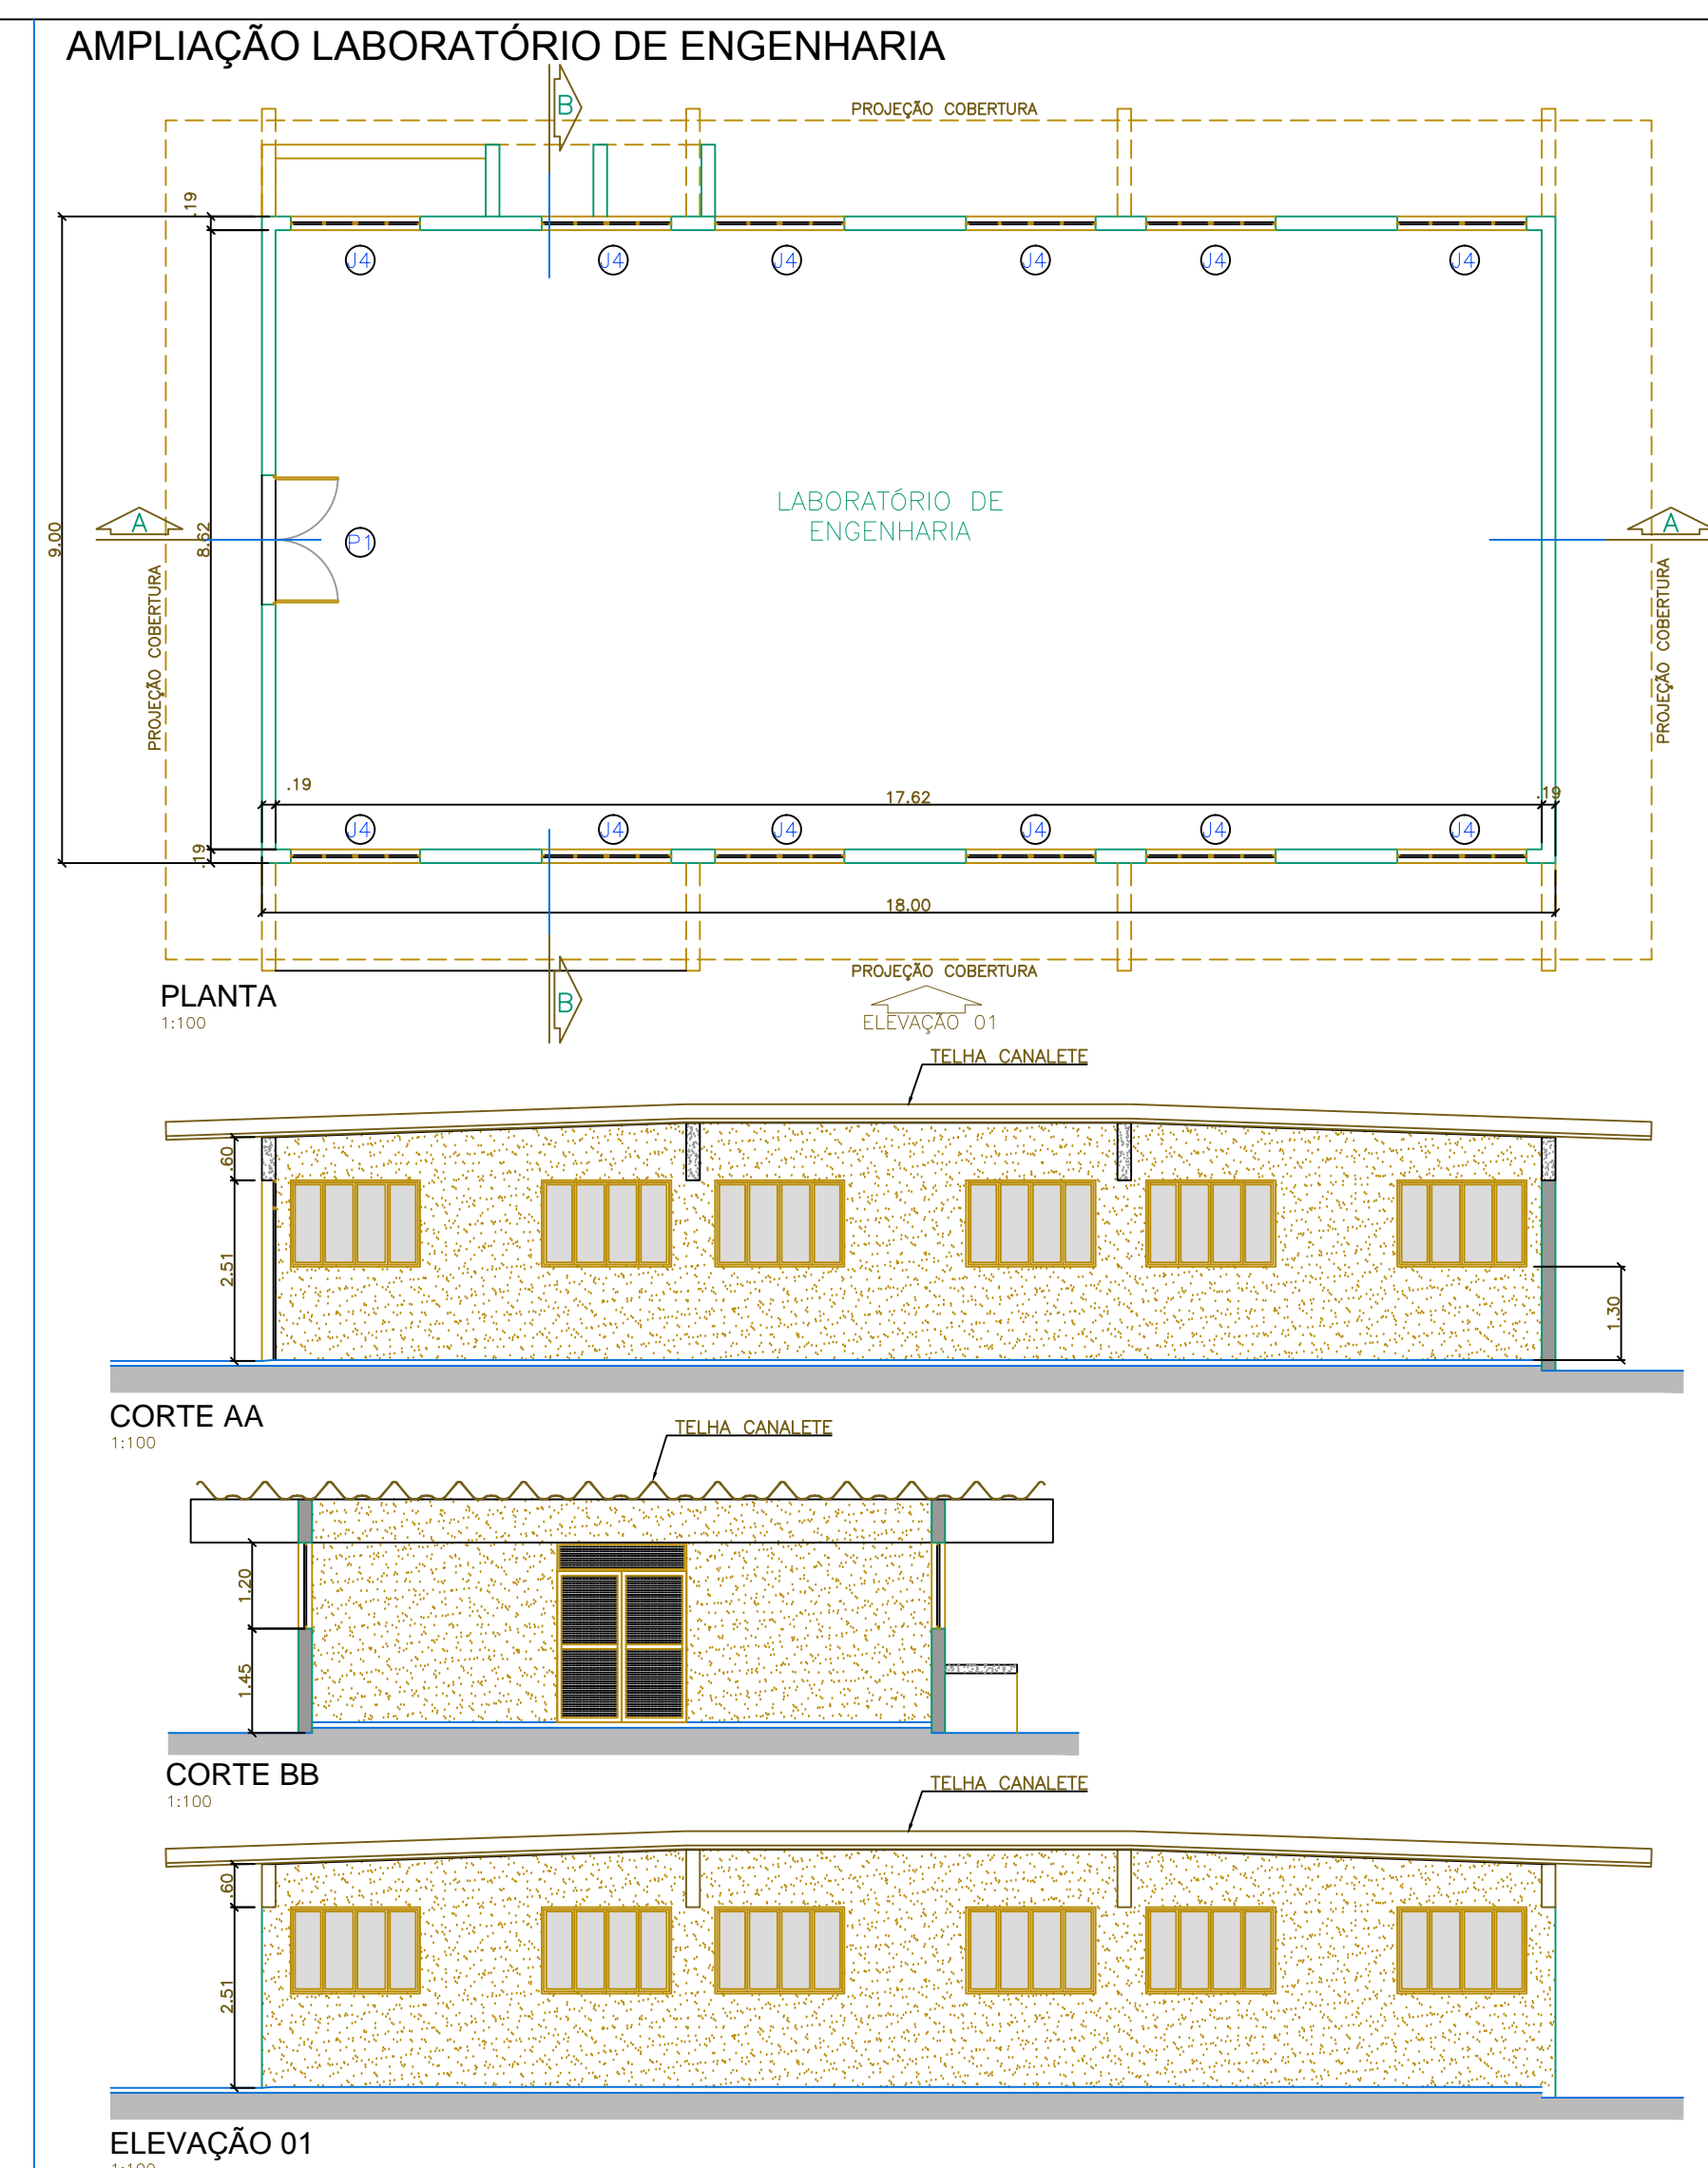 AMPLIAÇÃO LABORATÓRIO DE ENGENHARIA
B
PROJEÇÃO COBERTURA
.19
J4 J4 J4 J4 J4 J4
LABORATÓRIO DE
ENGENHARIA
A
A
9.00
8.62
P1
PROJEÇÃO COBERTURA
PROJEÇÃO COBERTURA
.19
17.62
.19
J4 J4 J4 J4 J4 J4
.19
18.00
PROJEÇÃO COBERTURA
B
PLANTA
1:100
ELEVAÇÃO 01
TELHA CANALETE
.60
2.51
1.30
CORTE AA
1:100
TELHA CANALETE
1.20
1.45
CORTE BB
1:100
TELHA CANALETE
.60
2.51
ELEVAÇÃO 01
1:100